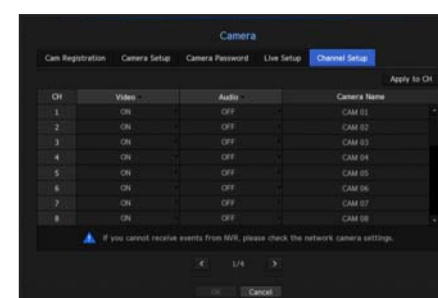 Camera
Cam Registration Camera Setup Camera Password Live Setup Channel Setup
Apply to CH
CH Video Audio Camera Name
1 ON OFF CAM 01
2 ON OFF CAM 02
3 ON OFF CAM 03
4 ON OFF CAM 04
5 ON OFF CAM 05
6 ON OFF CAM 06
7 ON OFF CAM 07
8 ON OFF CAM 08
If you cannot receive events from NVR, please check the network camera settings.
< 1/4 >
OK Cancel